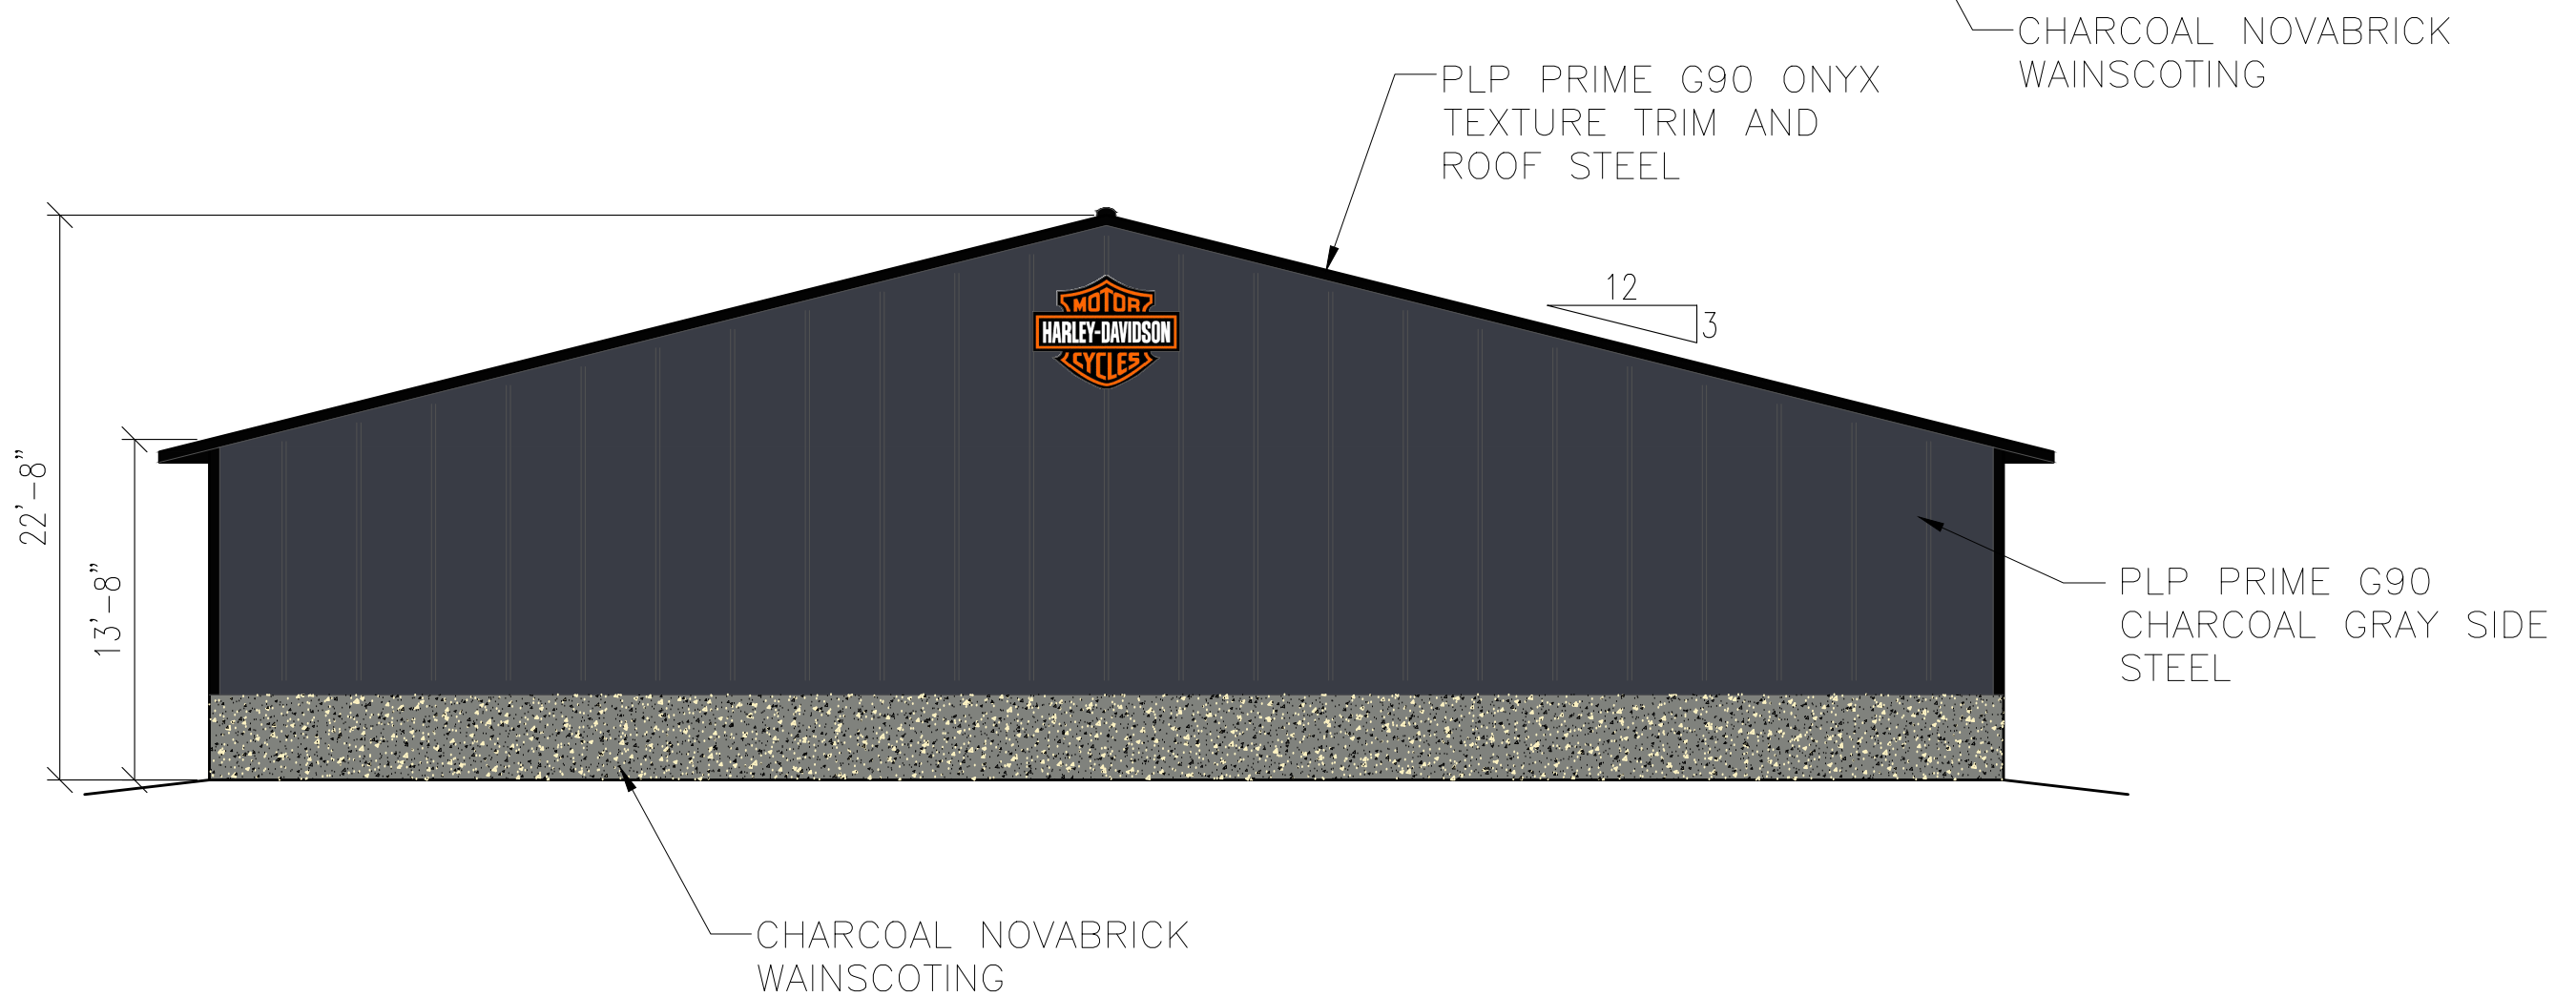 CHARCOAL NOVABRICK
WAINSCOTING
PLP PRIME G90 ONYX
TEXTURE TRIM AND
ROOF STEEL
12
3
MOTOR
HARLEY-DAVIDSON
CYCLES
22'-8"
13'-8"
PLP PRIME G90
CHARCOAL GRAY SIDE
STEEL
CHARCOAL NOVABRICK
WAINSCOTING